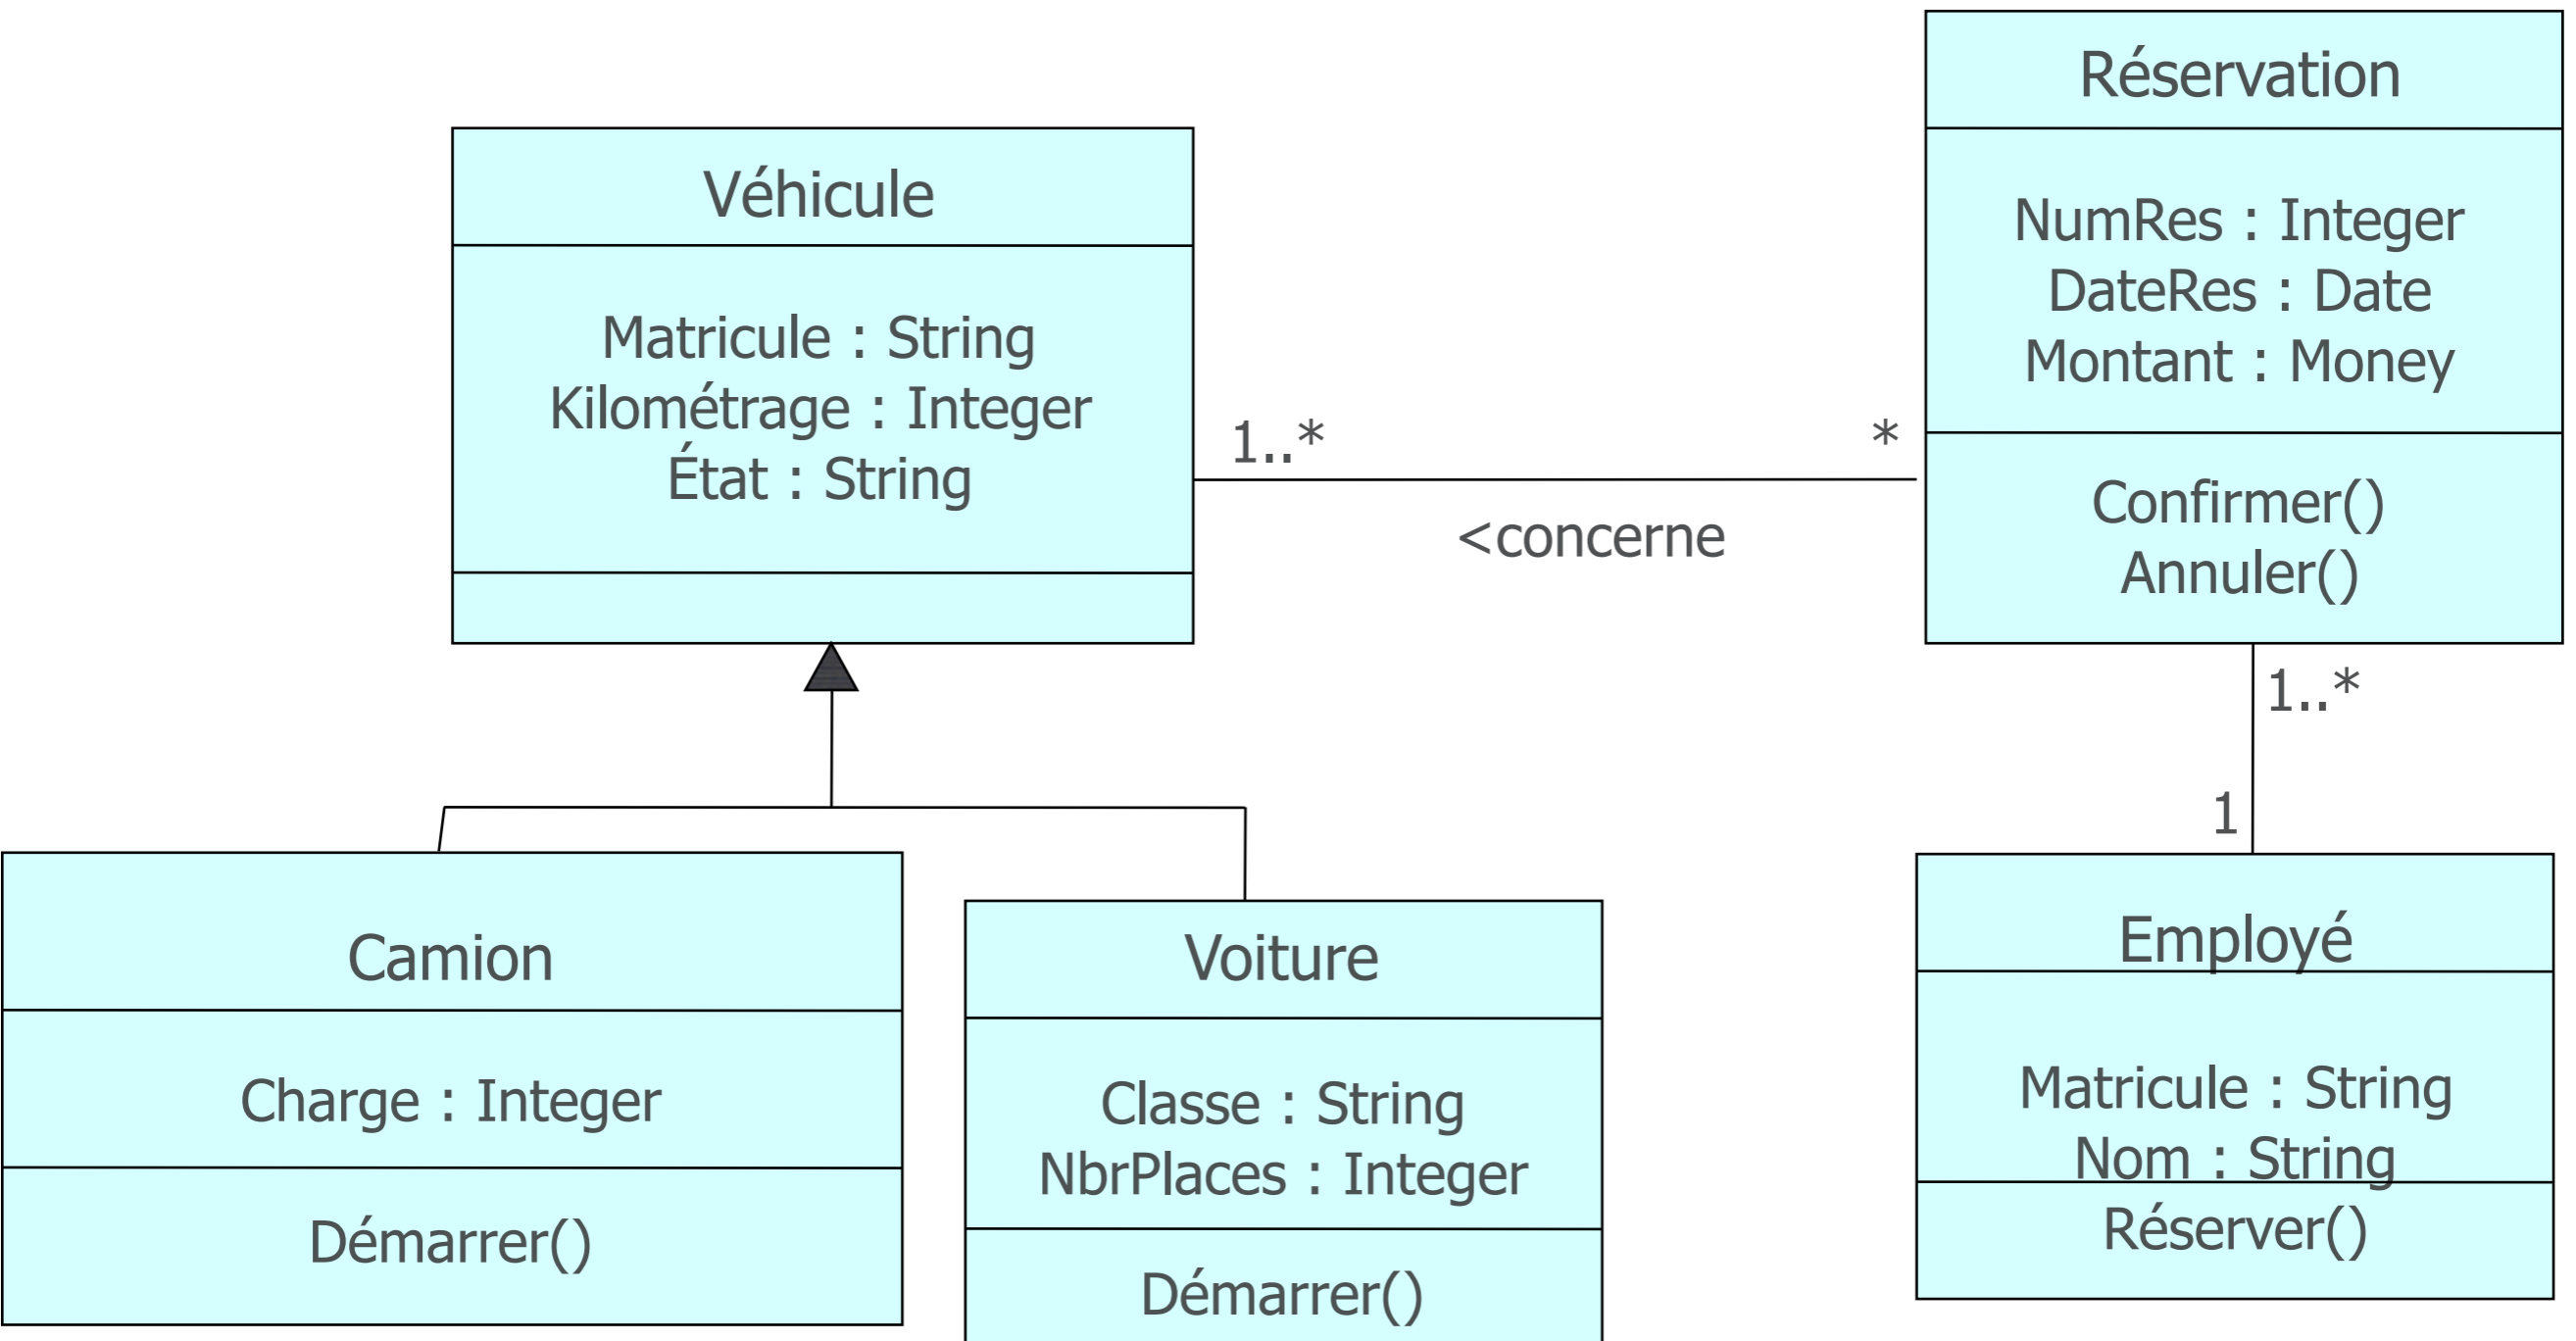 Réservation
NumRes : Integer
DateRes : Date
Montant : Money
Confirmer()
Annuler()
Véhicule
Matricule : String
Kilométrage : Integer
État : String
1..*
*
<concerne
1..*
1
Camion
Charge : Integer
Démarrer()
Voiture
Classe : String
NbrPlaces : Integer
Démarrer()
Employé
Matricule : String
Nom : String
Réserver()